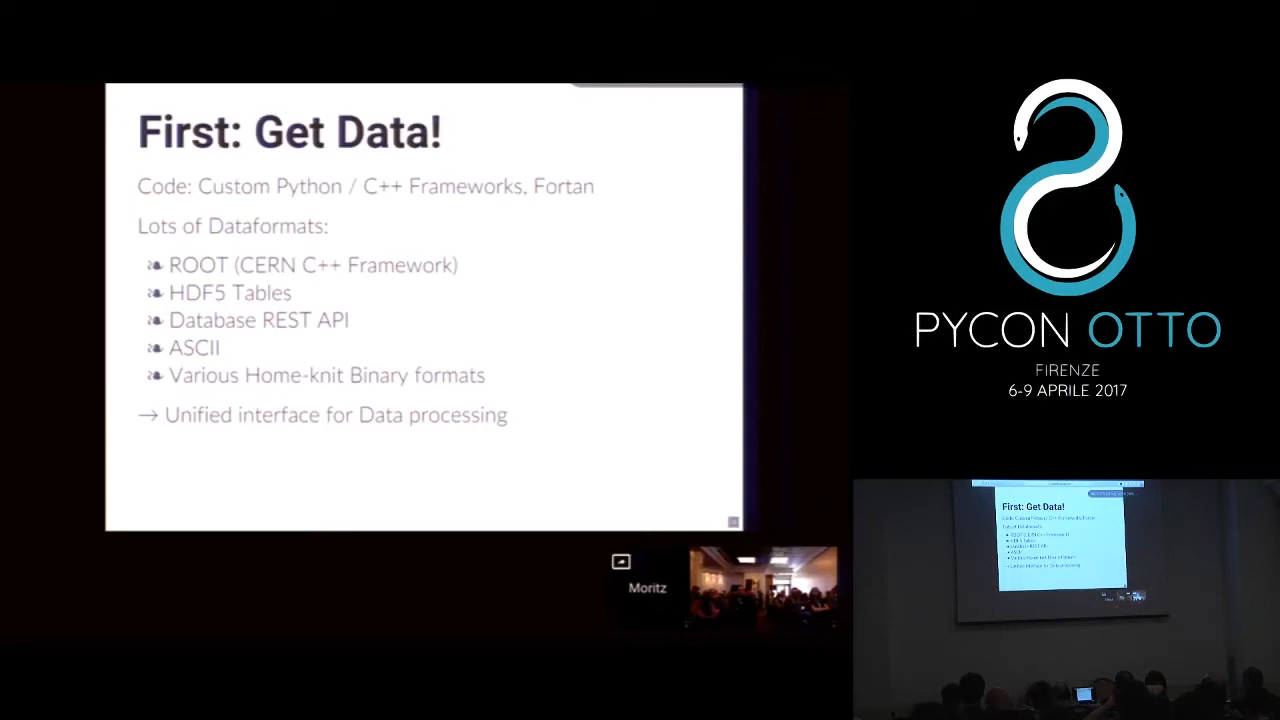 First: Get Data!
Code: Custom Python / C++ Frameworks, Fortan
Lots of Dataformats:
❧ ROOT (CERN C++ Framework)
❧ HDF5 Tables
❧ Database REST API
❧ ASCII
❧ Various Home-knit Binary formats
→ Unified interface for Data processing
Moritz
PYCON OTTO
FIRENZE
6-9 APRILE 2017
First: Get Data!